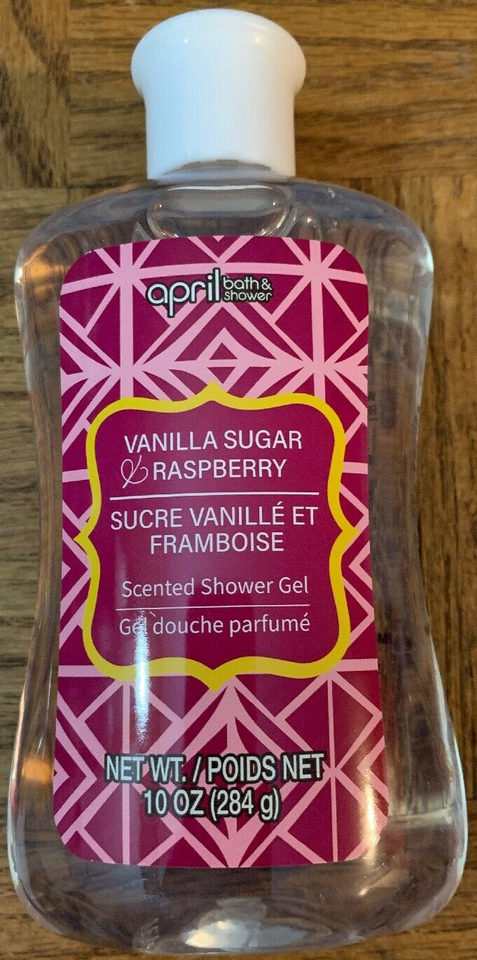 april bath &
shower
VANILLA SUGAR
& RASPBERRY
SUCRE VANILLÉ ET
FRAMBOISE
Scented Shower Gel
Gel douche parfumé
NET WT. / POIDS NET
10 OZ (284 g)